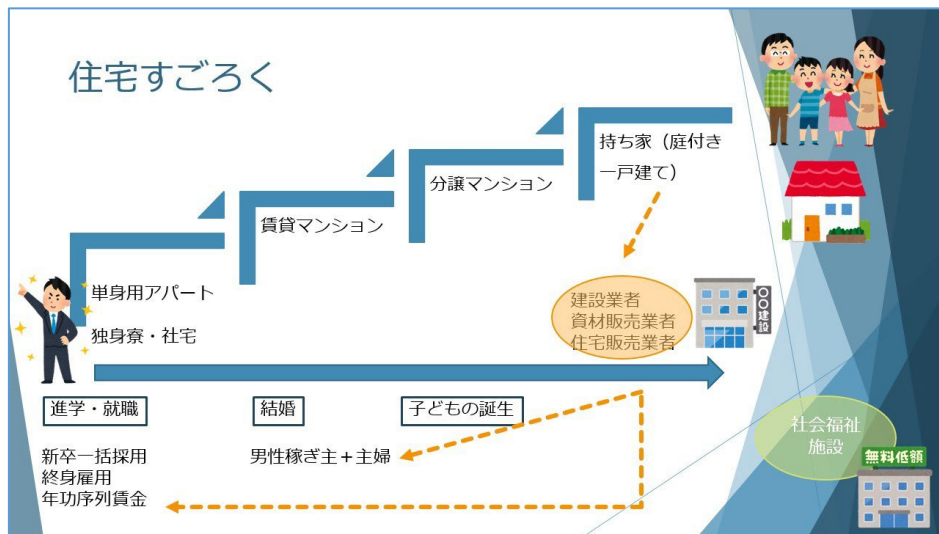 住宅すごろく
持ち家（庭付き
一戸建て）
分譲マンション
賃貸マンション
単身用アパート
独身寮・社宅
建設業者
資材販売業者
住宅販売業者
〇〇建設
進学・就職
結婚
子どもの誕生
新卒一括採用
終身雇用
年功序列賃金
男性稼ぎ主＋主婦
社会福祉
施設
無料低額